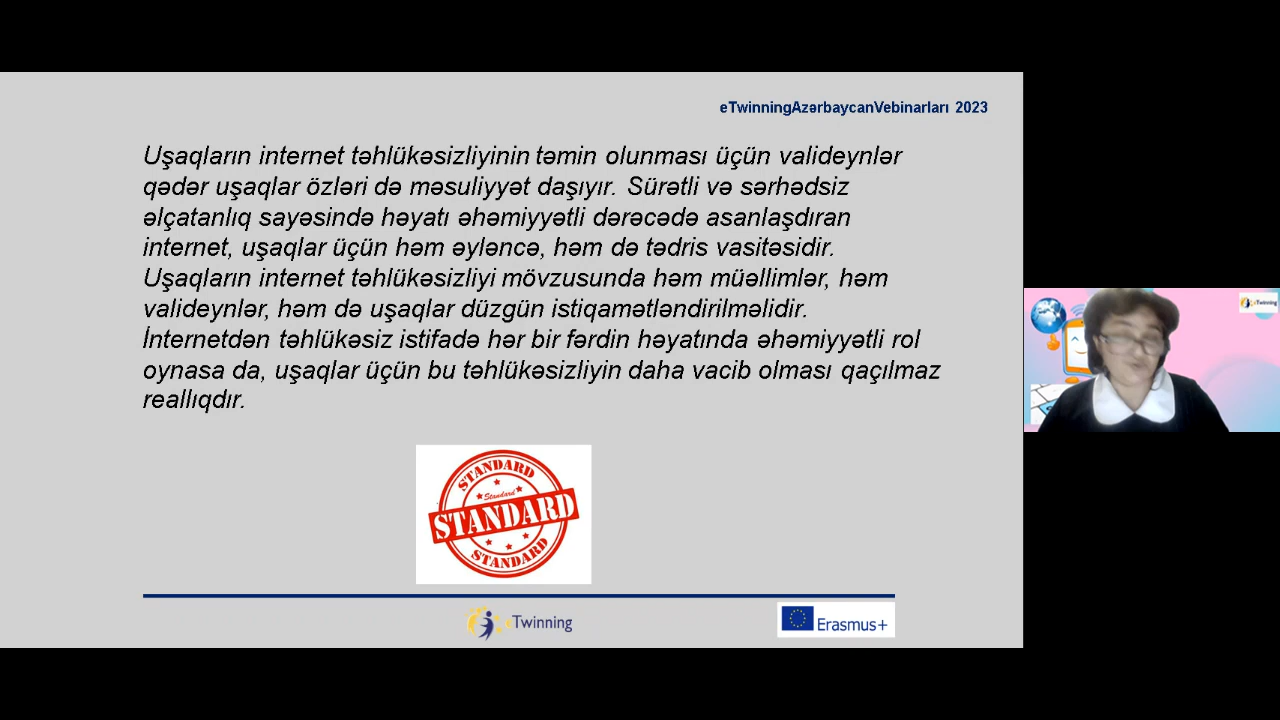 eTwinningAzərbaycanVebinarları 2023
Uşaqların internet təhlükəsizliyinin təmin olunması üçün valideynlər
qədər uşaqlar özləri də məsuliyyət daşıyır. Sürətli və sərhədsiz
əlçatanlıq sayəsində həyatı əhəmiyyətli dərəcədə asanlaşdıran
internet, uşaqlar üçün həm əyləncə, həm də tədris vasitəsidir.
Uşaqların internet təhlükəsizliyi mövzusunda həm müəllimlər, həm
valideynlər, həm də uşaqlar düzgün istiqamətləndirilməlidir.
İnternetdən təhlükəsiz istifadə hər bir fərdin həyatında əhəmiyyətli rol
oynasa da, uşaqlar üçün bu təhlükəsizliyin daha vacib olması qaçılmaz
reallıqdır.
STANDARD
Standard
STANDARD
STANDARD
eTwinning
Erasmus+
eTwinning